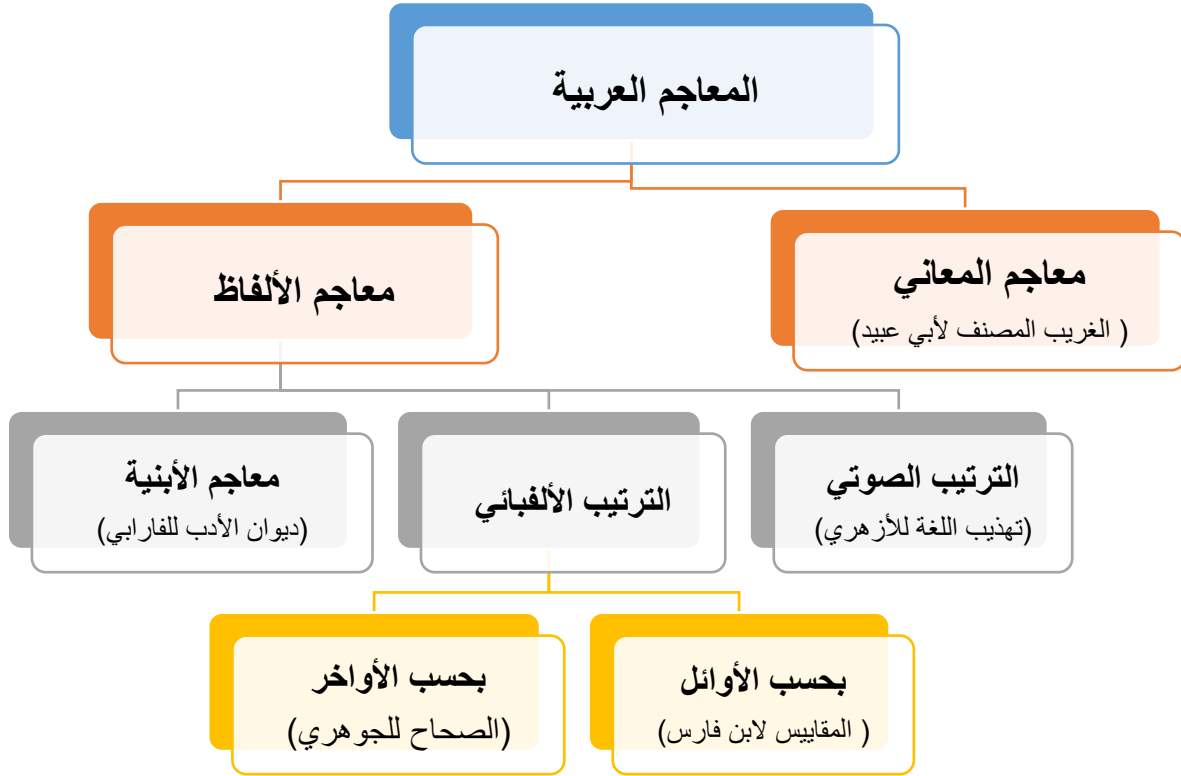 المعاجم العربية
معاجم المعاني
( الغريب المصنف لأبي عبيد)
معاجم الألفاظ
الترتيب الصوتي
(تهذيب اللغة للأزهري)
الترتيب الألفبائي
معاجم الأبنية
(ديوان الأدب للفارابي)
بحسب الأوائل
( المقاييس لابن فارس)
بحسب الأواخر
(الصحاح للجوهري)